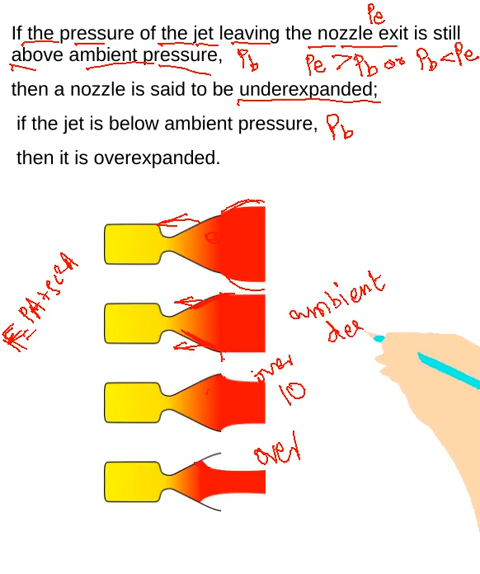 Pe
If the pressure of the jet leaving the nozzle exit is still
above ambient pressure, Pb Pe > Pb or Pb < Pe
then a nozzle is said to be underexpanded;
if the jet is below ambient pressure, Pb
then it is overexpanded.
ambient
dee
over
10
over